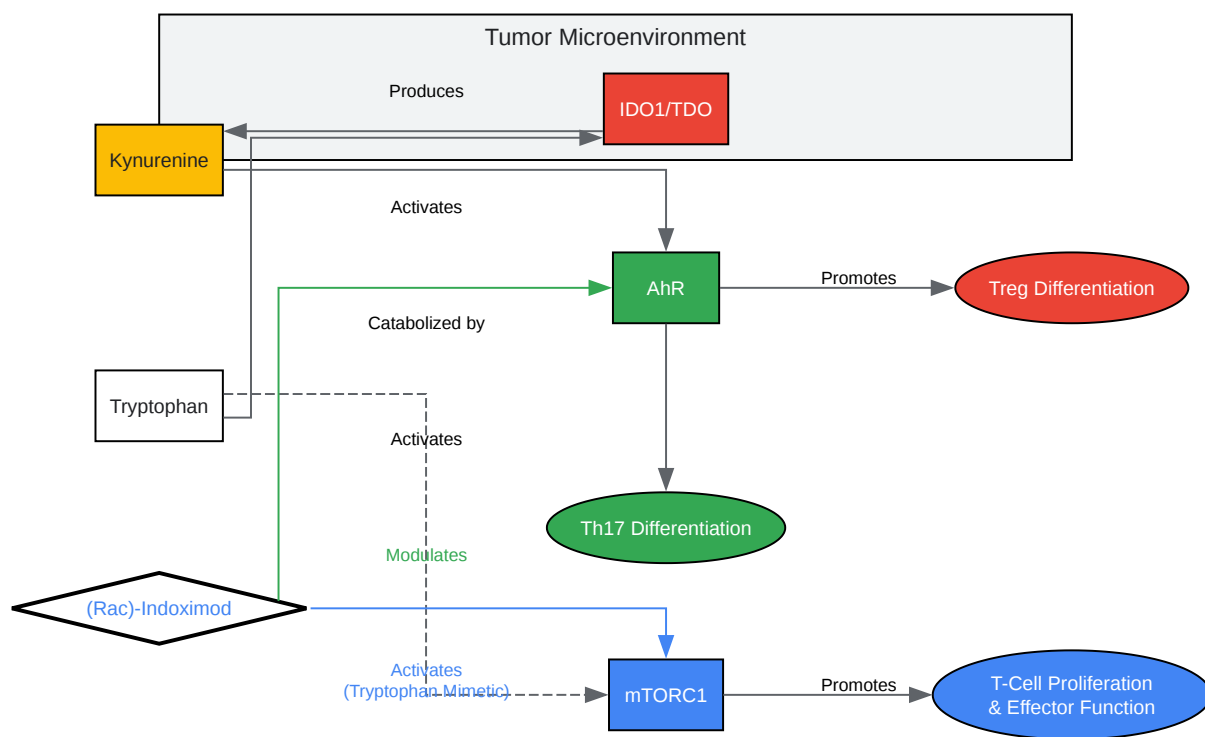 Tumor Microenvironment
Produces
IDO1/TDO
Kynurenine
Activates
AhR
Promotes
Treg Differentiation
Catabolized by
Tryptophan
Activates
Th17 Differentiation
Modulates
(Rac)-Indoximod
Activates
(Tryptophan Mimetic)
mTORC1
Promotes
T-Cell Proliferation
& Effector Function